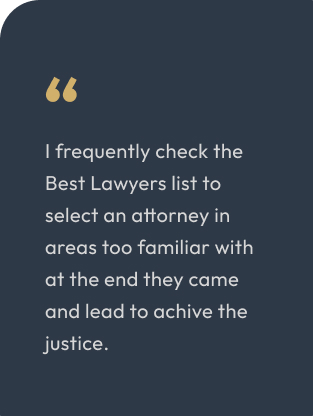 “
I frequently check the
Best Lawyers list to
select an attorney in
areas too familiar with
at the end they came
and lead to achive the
justice.